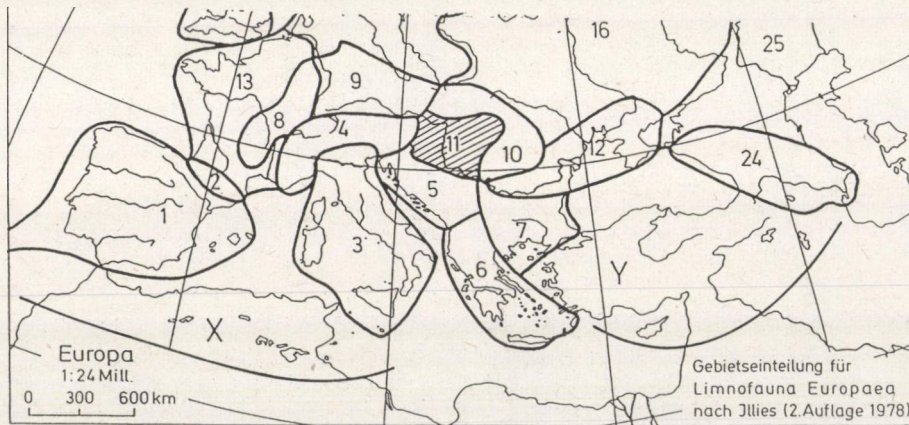 16
25
13
9
8
4
11
10
12
24
2
5
1
7
3
6
Y
X
Europa
1:24 Mill.
0 300 600 km
Gebietseinteilung für
Limnofauna Europaea
nach Jllies (2. Auflage 1978)